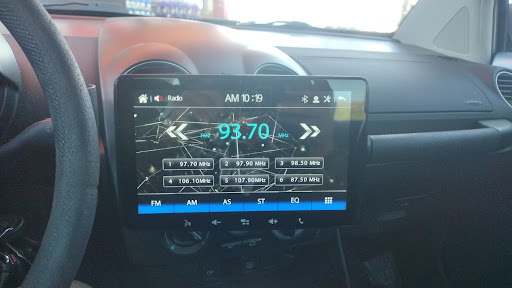 Radio AM 10:19
FM2 93.70 MHz
1 97.70 MHz 2 97.90 MHz 3 98.50 MHz
4 106.10MHz 5 107.90MHz 6 87.50 MHz
FM AM AS ST EQ